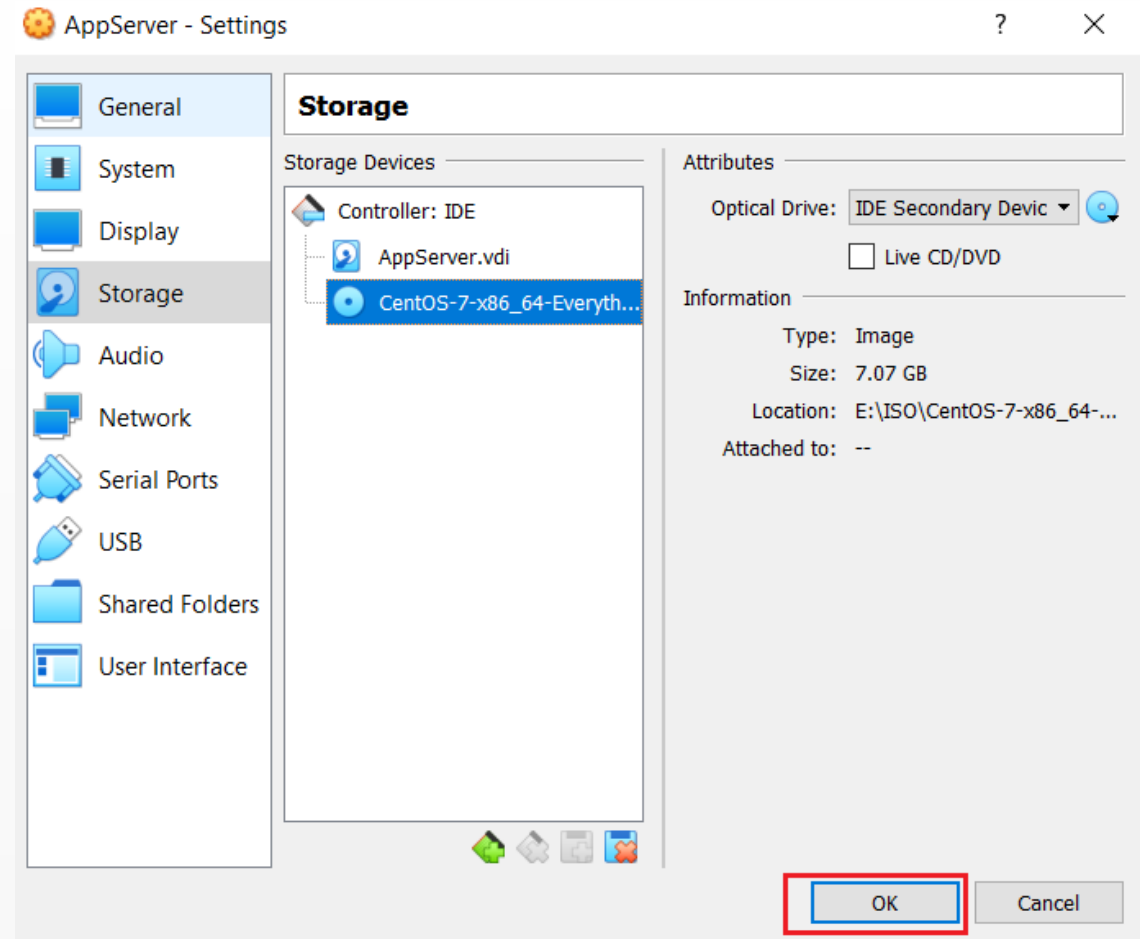 AppServer - Settings
?
General
System
Display
Storage
Audio
Network
Serial Ports
USB
Shared Folders
User Interface
Storage
Storage Devices
Controller: IDE
AppServer.vdi
CentOS-7-x86_64-Everyth...
Attributes
Optical Drive: IDE Secondary Devic
Live CD/DVD
Information
Type: Image
Size: 7.07 GB
Location: E:\ISO\CentOS-7-x86_64-...
Attached to: --
OK
Cancel